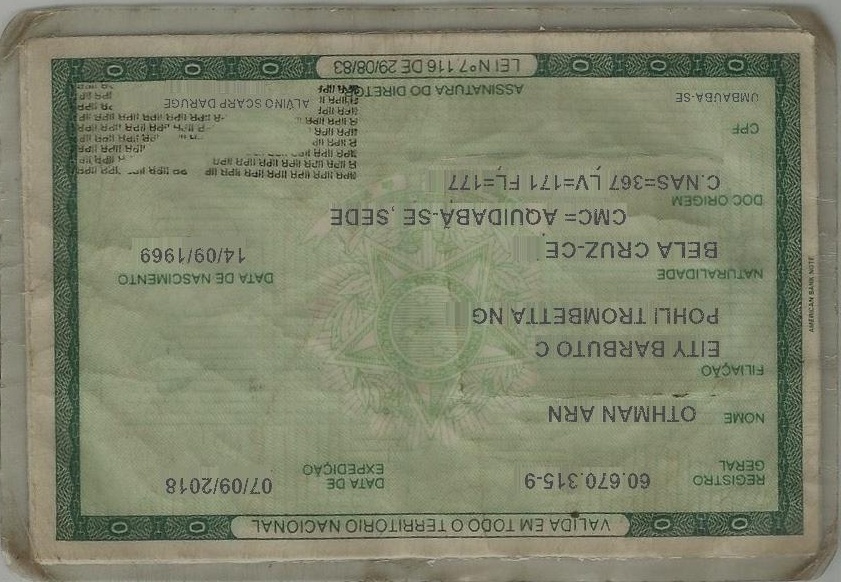 VALIDA EM TODO O TERRITÓRIO NACIONAL
REGISTRO GERAL 60.670.315-9 DATA DE EXPEDIÇÃO 07/09/2018
NOME OTHMAN ARN
FILIAÇÃO
EITY BARBUTO C
POHLI TROMBETTA NG
NATURALIDADE DATA DE NASCIMENTO
BELA CRUZ-CE 14/09/1969
CMC= AQUIDABÃ-SE, SEDE
DOC ORIGEM
C.NAS=367 LV=171 FL=177
CPF
UMBAUBA-SE ALVINO SCARP DARUGE
ASSINATURA DO DIRETOR
LEI Nº 7.116 DE 29/08/83
AMERICAN BANK NOTE